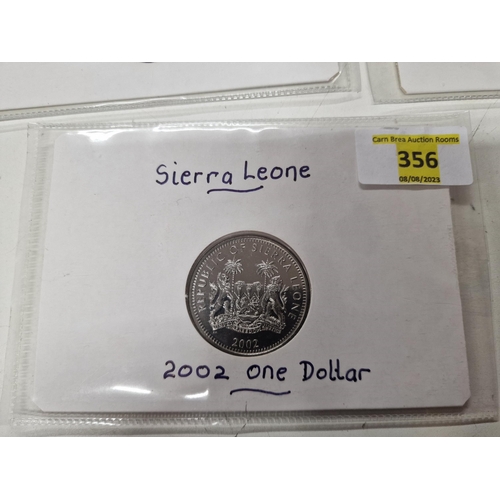 Carn Brea Auction Rooms
356
08/08/2023
Sierra Leone
REPUBLIC OF SIERRA LEONE
2002
2002 One Dollar